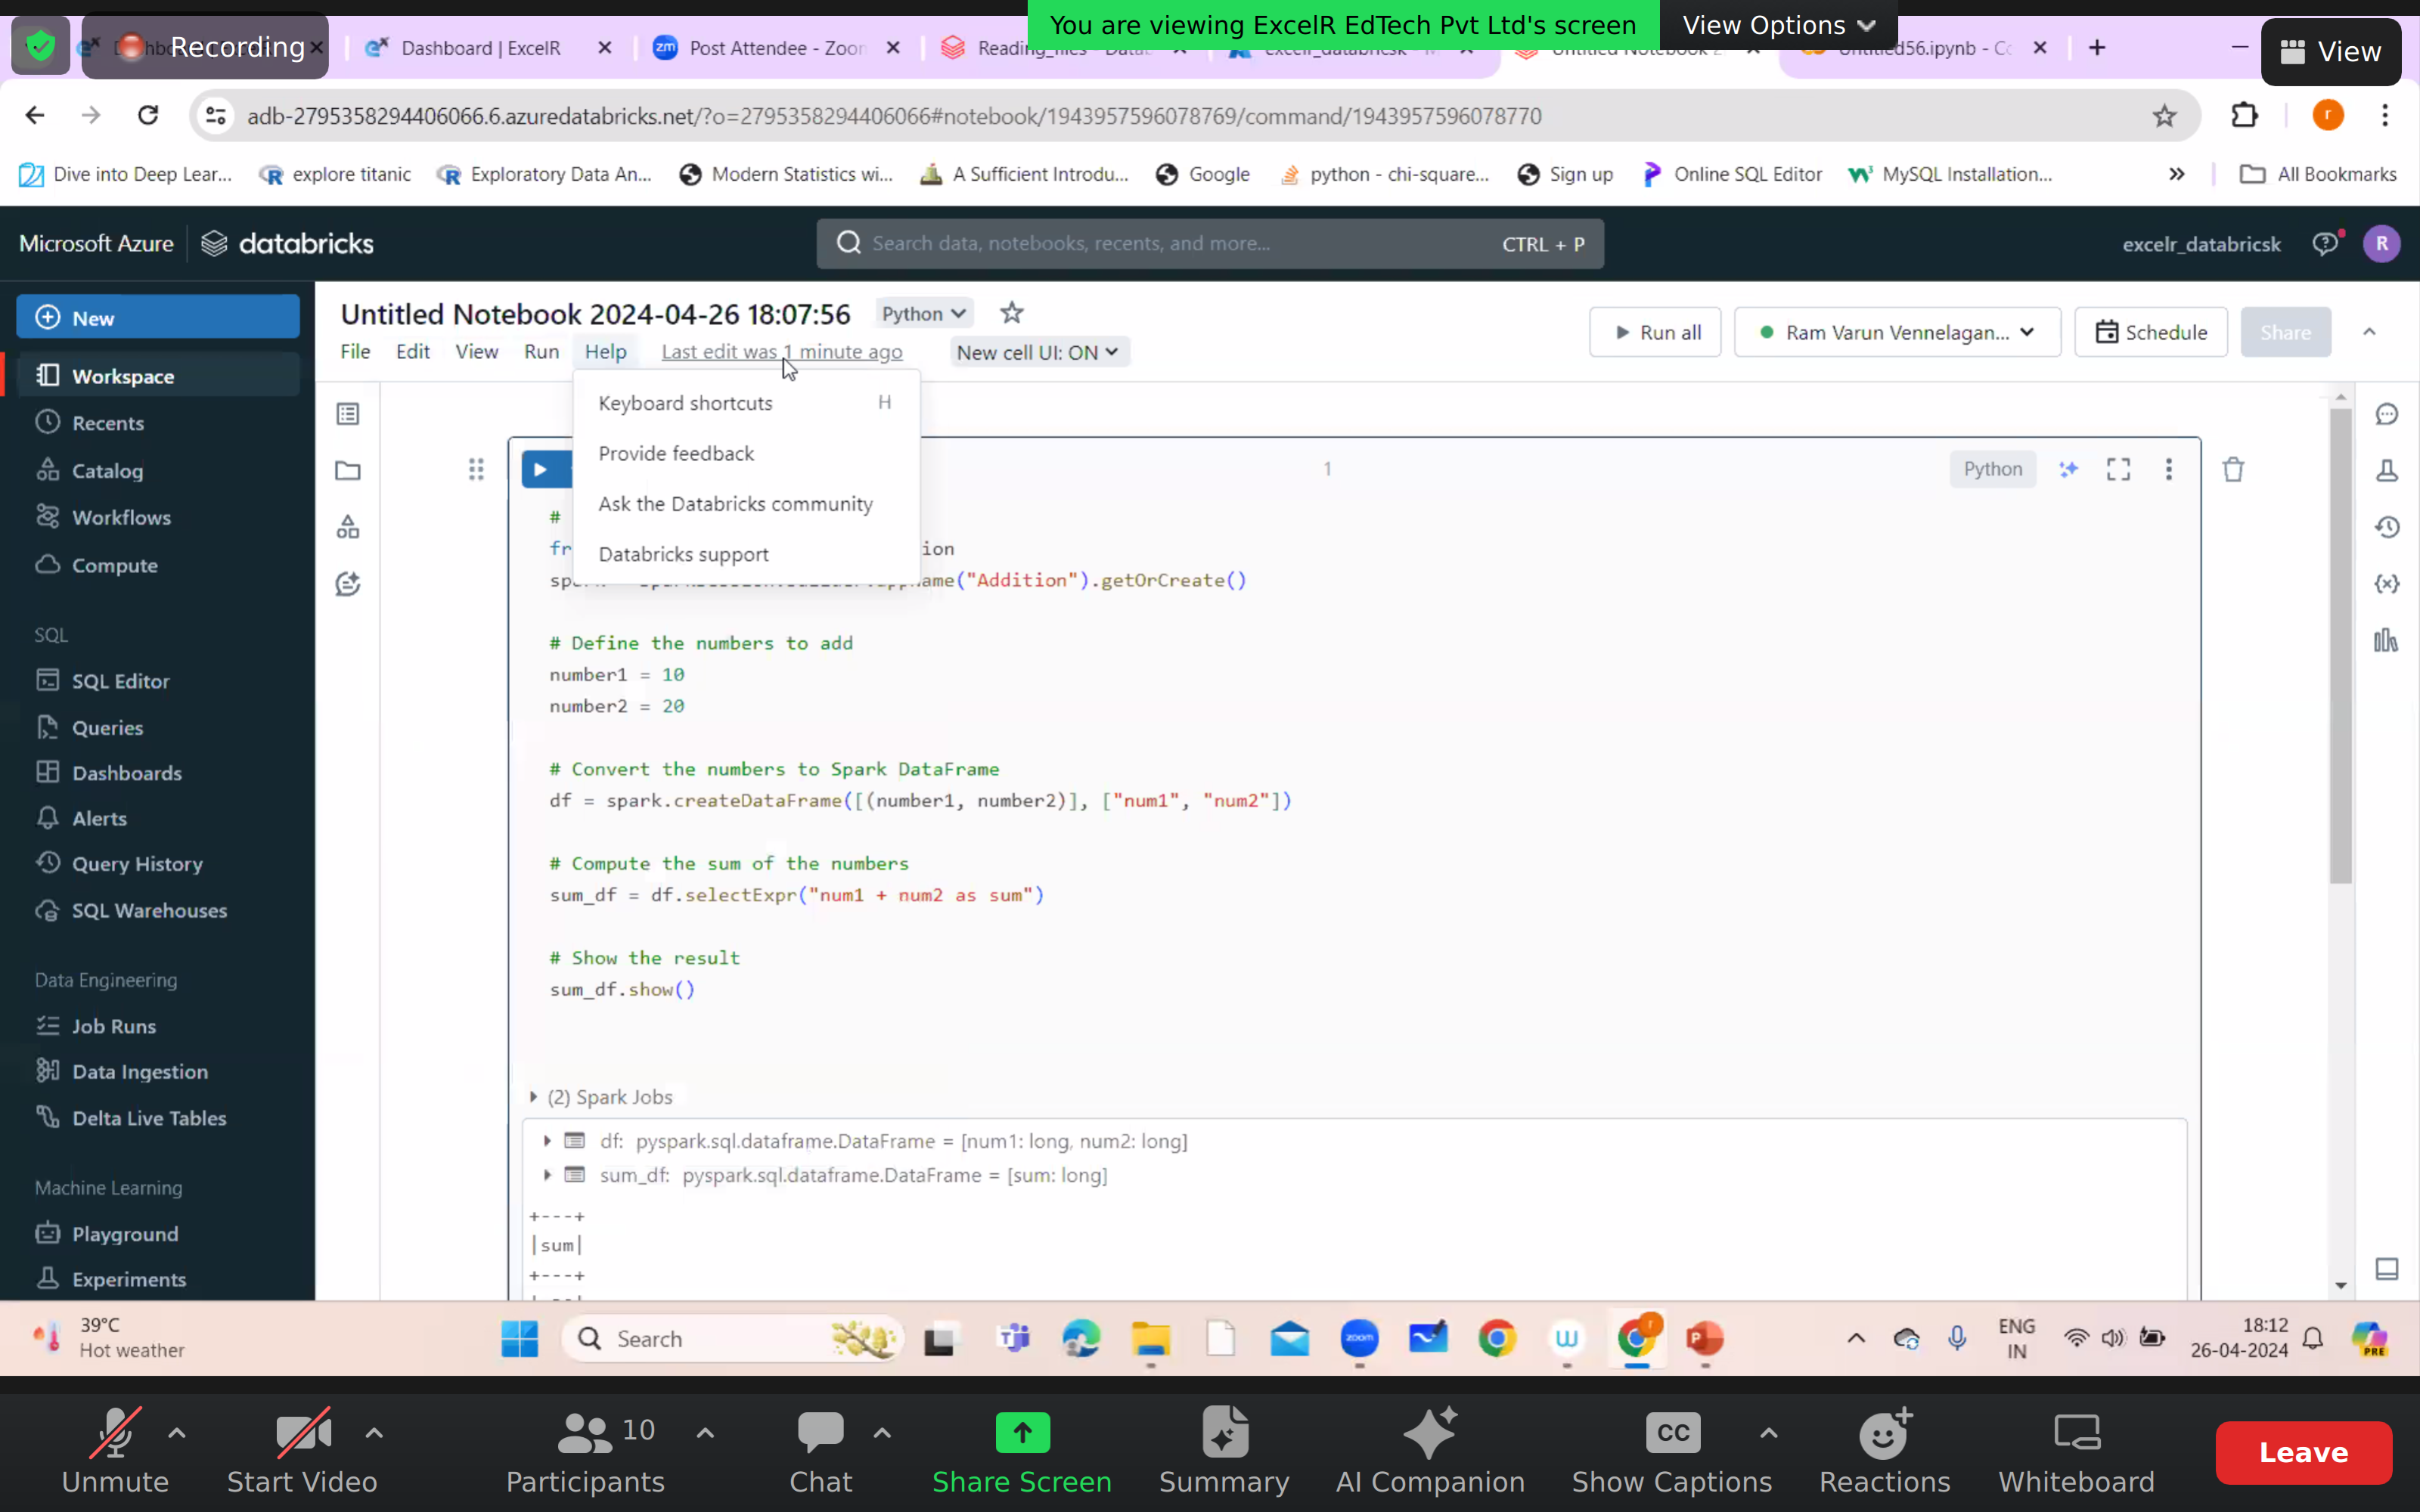 You are viewing ExcelR EdTech Pvt Ltd's screen View Options
Recording
Dashboard | ExcelR
Post Attendee - Zoom
Reading_files - Data
Untitled Notebook 2
Untitled56.ipynb - Co
View
adb-2795358294406066.6.azuredatabricks.net/?o=2795358294406066#notebook/1943957596078769/command/1943957596078770
r
Dive into Deep Lear... explore titanic Exploratory Data An... Modern Statistics wi... A Sufficient Introdu... Google python - chi-square... Sign up Online SQL Editor MySQL Installation... All Bookmarks
Microsoft Azure databricks
Search data, notebooks, recents, and more... CTRL + P
excelr_databricsk
R
New
Workspace
Recents
Catalog
Workflows
Compute
SQL
SQL Editor
Queries
Dashboards
Alerts
Query History
SQL Warehouses
Data Engineering
Job Runs
Data Ingestion
Delta Live Tables
Machine Learning
Playground
Experiments
Untitled Notebook 2024-04-26 18:07:56 Python
Run all
Ram Varun Vennelagan...
Schedule
Share
File Edit View Run Help Last edit was 1 minute ago New cell UI: ON
Keyboard shortcuts H
Provide feedback
Ask the Databricks community
Databricks support
1
Python
#
fr ion
ame("Addition").getOrCreate()
# Define the numbers to add
number1 = 10
number2 = 20
# Convert the numbers to Spark DataFrame
df = spark.createDataFrame([(number1, number2)], ["num1", "num2"])
# Compute the sum of the numbers
sum_df = df.selectExpr("num1 + num2 as sum")
# Show the result
sum_df.show()
(2) Spark Jobs
df: pyspark.sql.dataframe.DataFrame = [num1: long, num2: long]
sum_df: pyspark.sql.dataframe.DataFrame = [sum: long]
+---+
|sum|
+---+
39°C
Hot weather
Search
zoom
PRE
ENG
IN
18:12
26-04-2024
Unmute
Start Video
10
Participants
Chat
Share Screen
Summary
AI Companion
CC
Show Captions
Reactions
Whiteboard
Leave